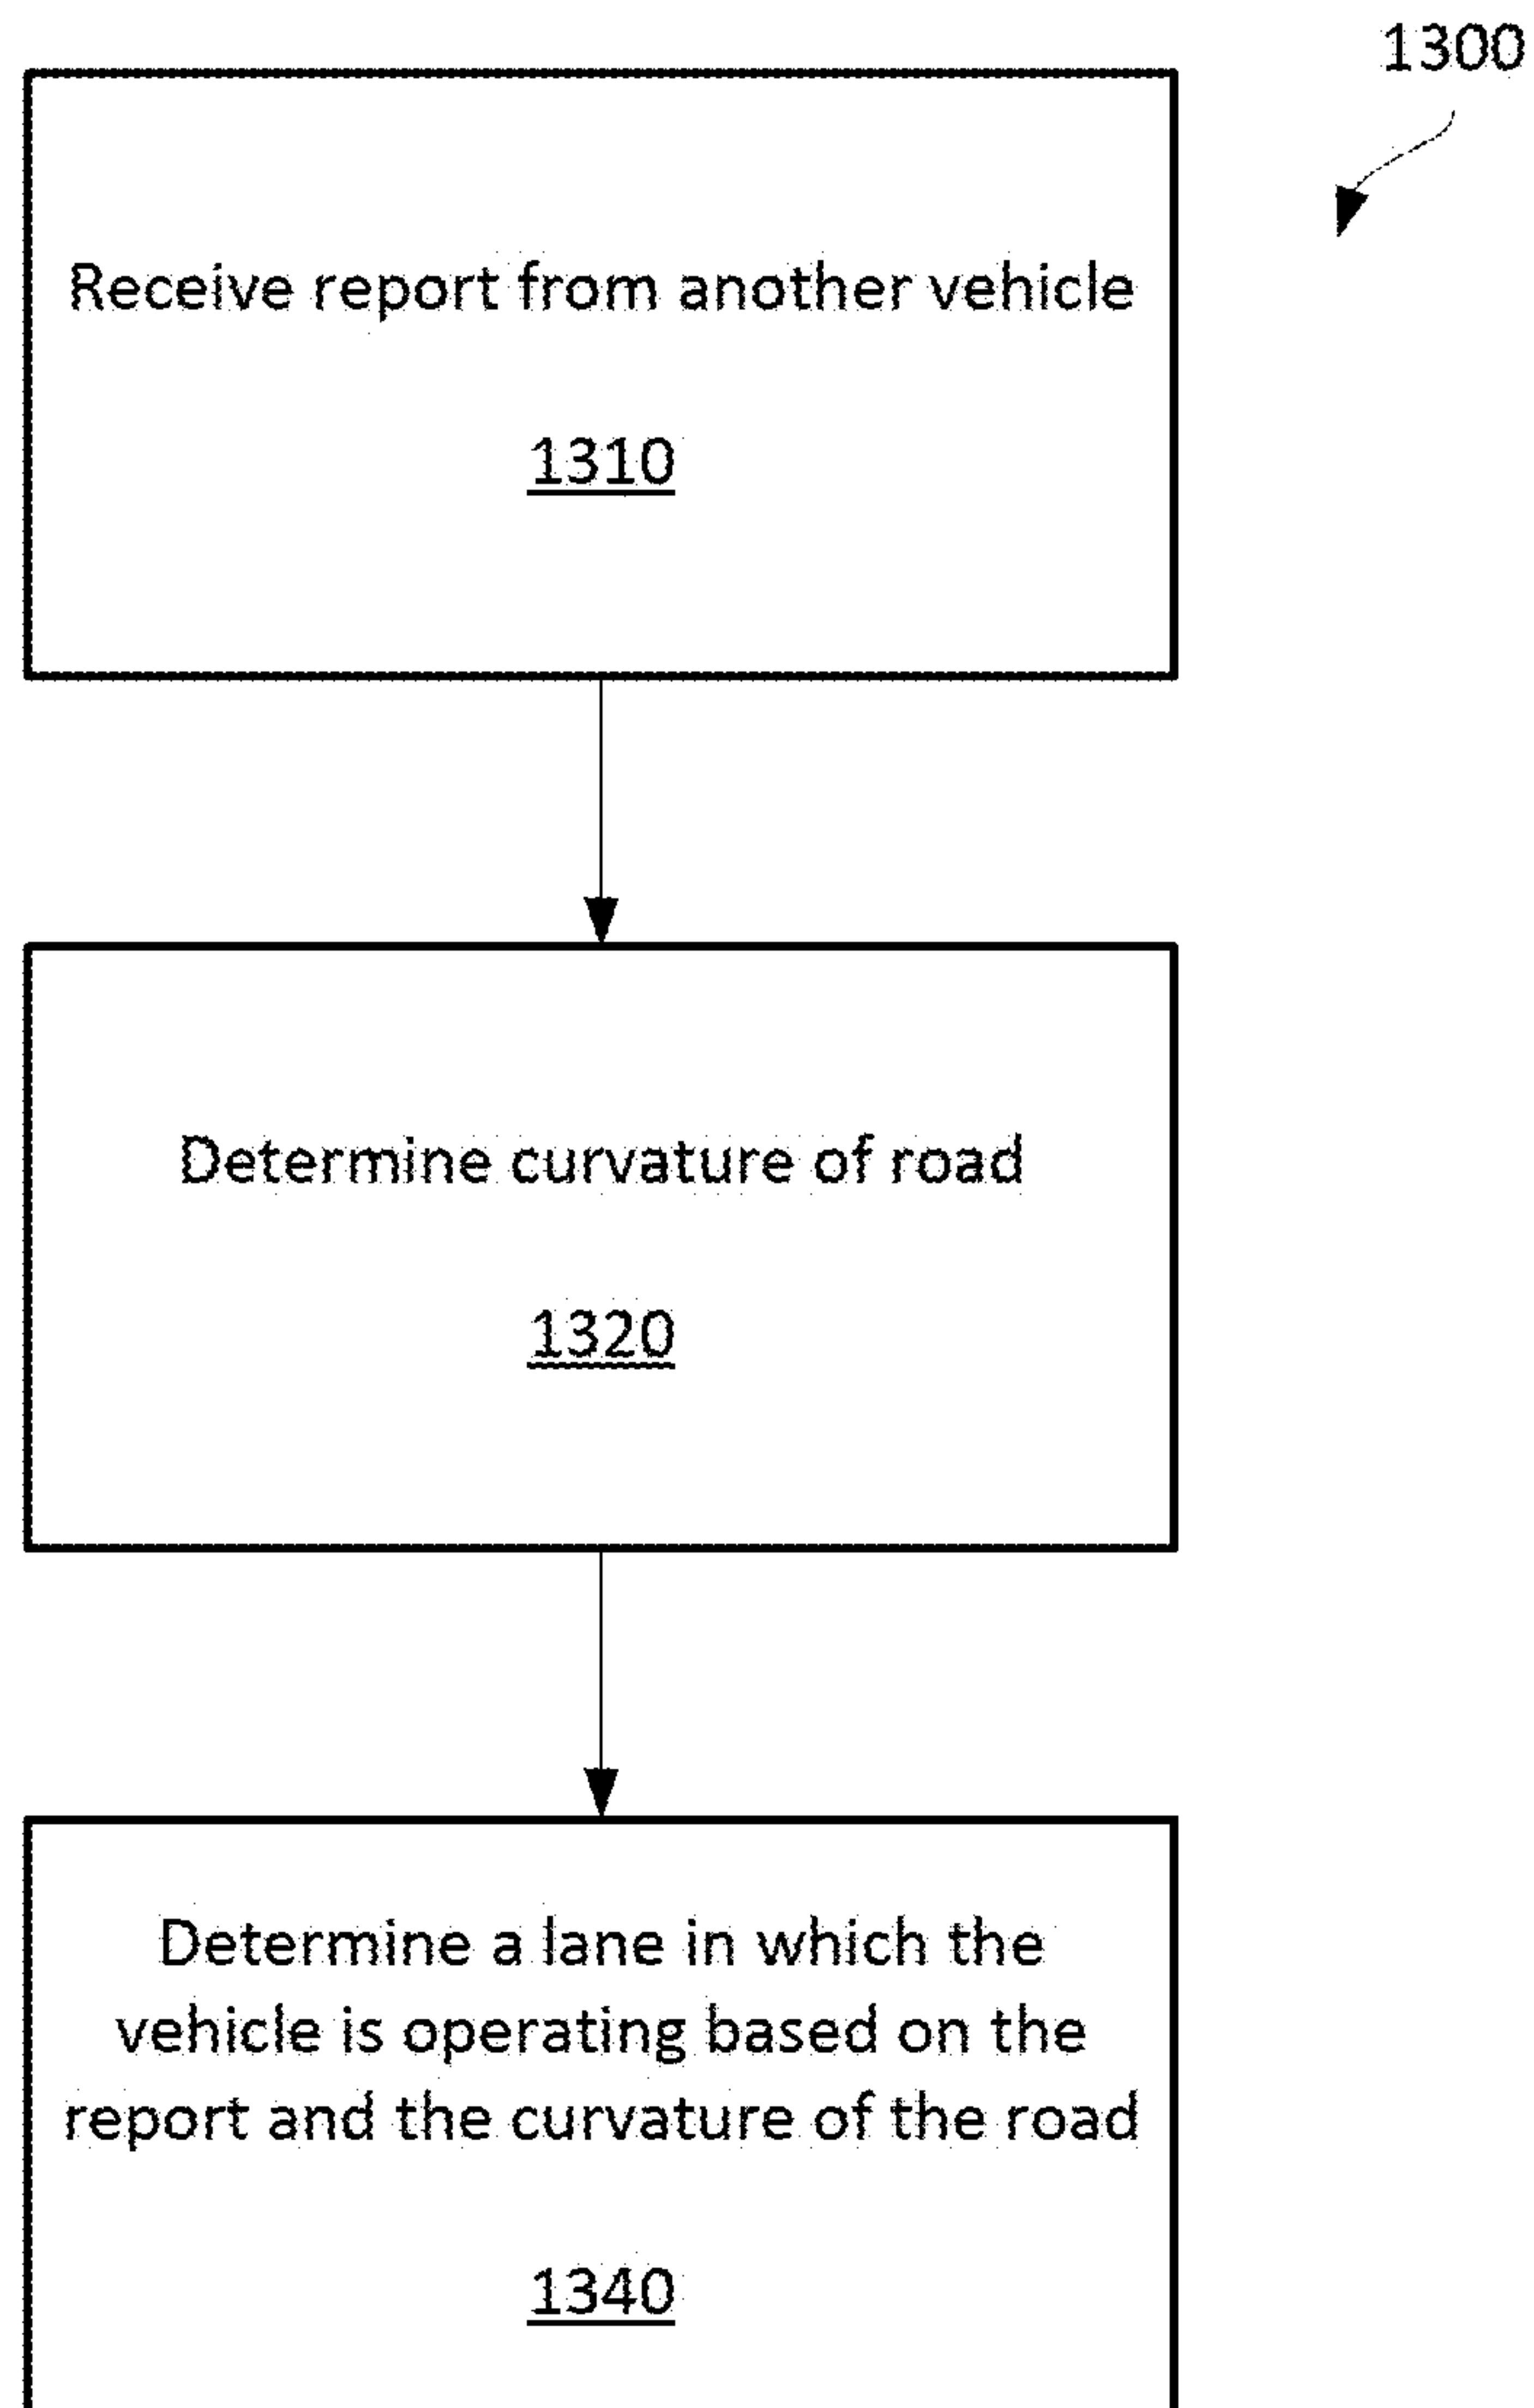 1300
Receive report from another vehicle
1310
Determine curvature of road
1320
Determine a lane in which the
vehicle is operating based on the
report and the curvature of the road
1340